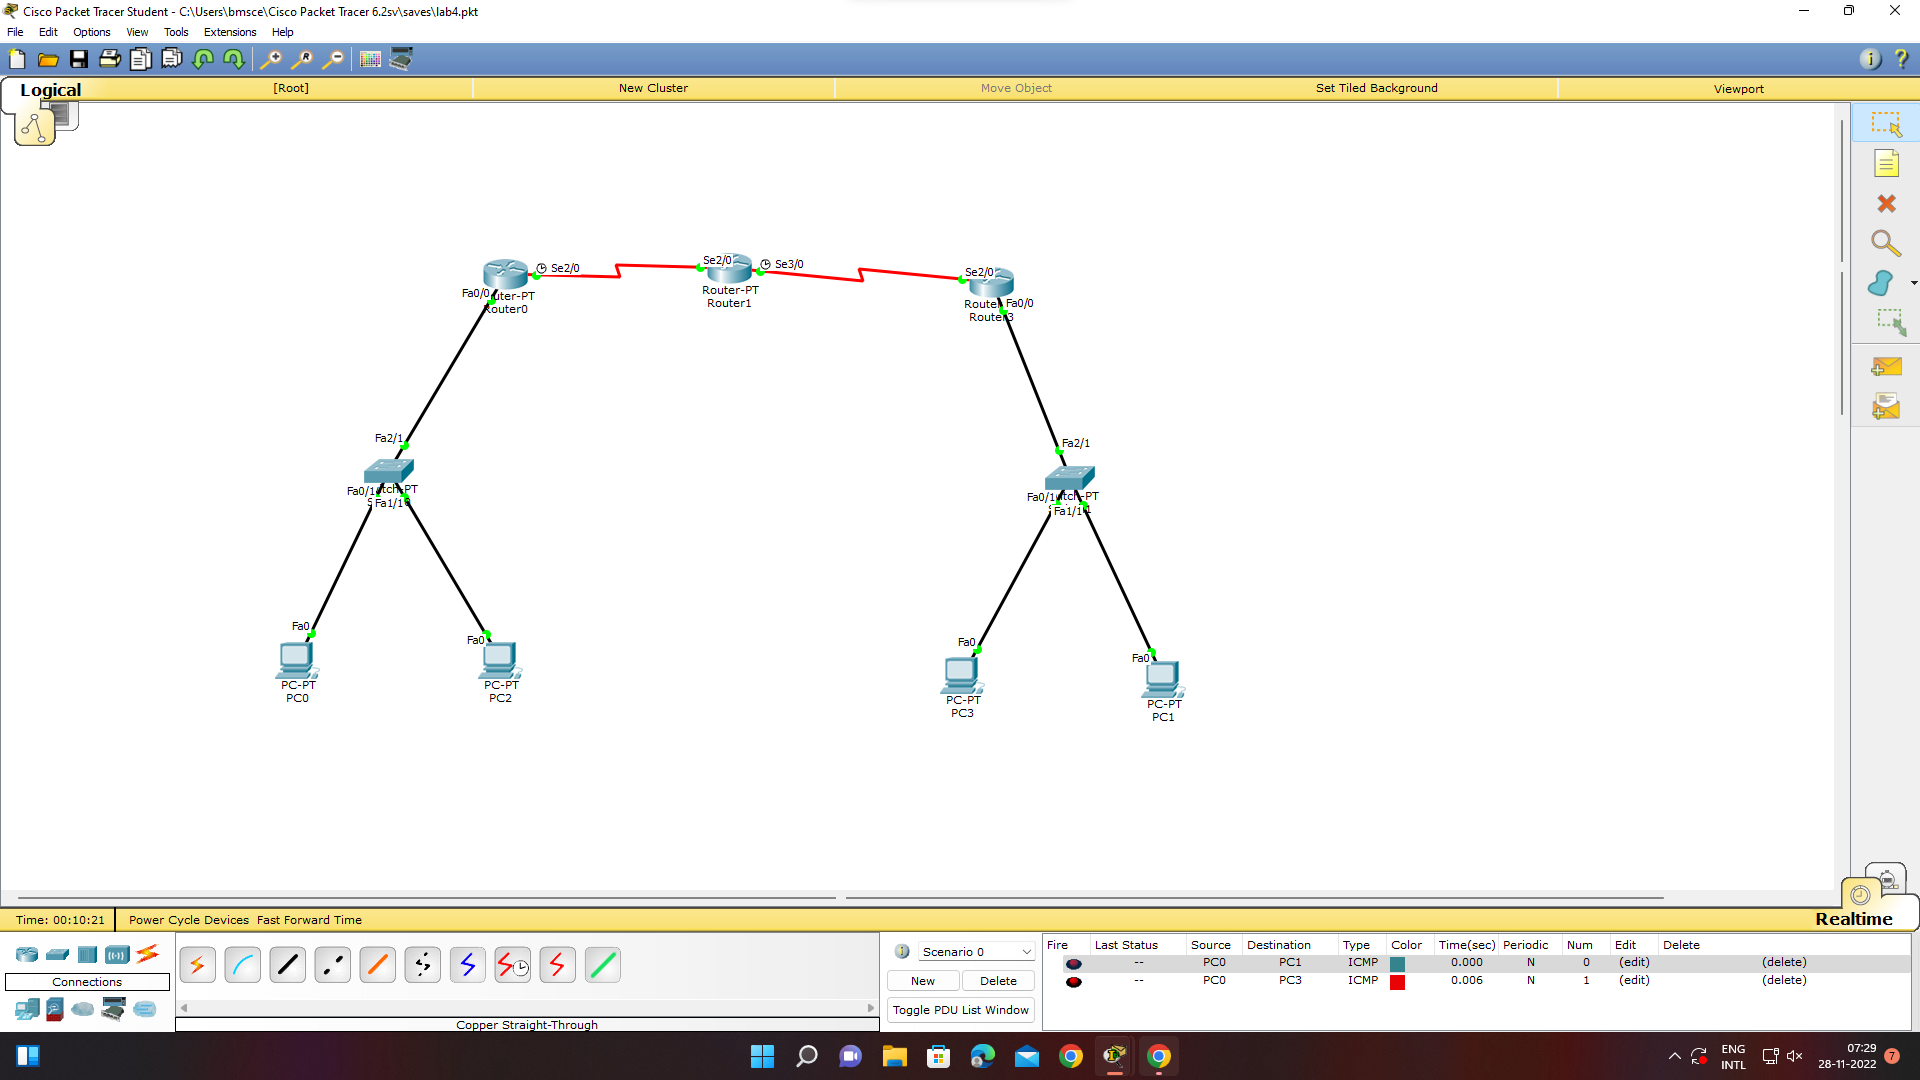 Cisco Packet Tracer Student - C:\Users\bmsce\Cisco Packet Tracer 6.2sv\saves\lab4.pkt
File Edit Options View Tools Extensions Help
Logical [Root] New Cluster Move Object Set Tiled Background Viewport
Se2/0
Se2/0
Se3/0
Se2/0
Fa0/0
uter-PT
Router0
Router-PT
Router1
Route
Fa0/0
Router3
Fa2/1
Fa0/1
tch-PT
Fa1/1
Fa2/1
Fa0/1
tch-PT
Fa1/1
Fa0
PC-PT
PC0
Fa0
PC-PT
PC2
Fa0
PC-PT
PC3
Fa0
PC-PT
PC1
Realtime
Time: 00:10:21 Power Cycle Devices Fast Forward Time
Connections
Copper Straight-Through
Scenario 0
New Delete
Toggle PDU List Window
Fire Last Status Source Destination Type Color Time(sec) Periodic Num Edit Delete
-- PC0 PC1 ICMP 0.000 N 0 (edit) (delete)
-- PC0 PC3 ICMP 0.006 N 1 (edit) (delete)
ENG
INTL
07:29
28-11-2022
7